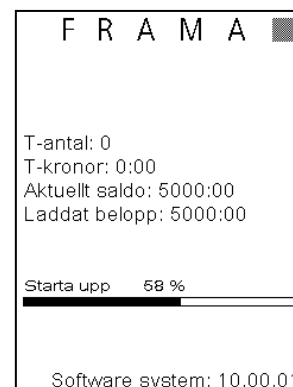 F R A M A
T-antal: 0
T-kronor: 0:00
Aktuellt saldo: 5000:00
Laddat belopp: 5000:00
Starta upp 58 %
Software system: 10.00.01